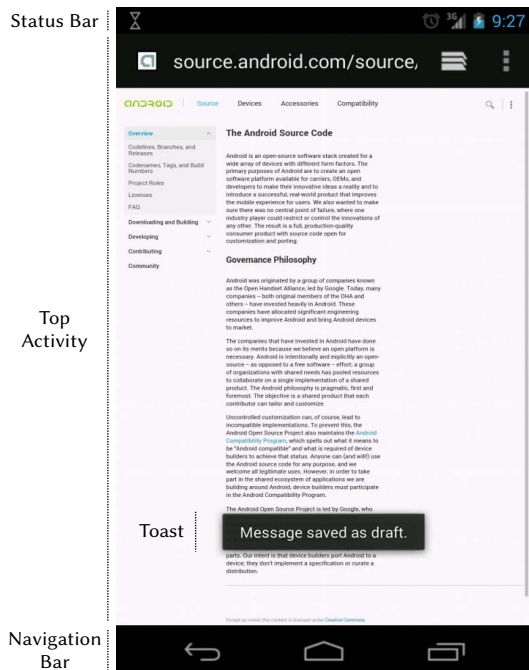 Status Bar
3G
9:27
source.android.com/source,
ANDROID
Source
Devices
Accessories
Compatibility
Overview
Codelines, Branches, and
Releases
Codenames, Tags, and Build
Numbers
Project Roles
Licenses
FAQ
Downloading and Building
Developing
Contributing
Community
The Android Source Code
Android is an open-source software stack created for a
wide array of devices with different form factors. The
primary purposes of Android are to create an open
software platform available for carriers, OEMs, and
developers to make their innovative ideas a reality and to
introduce a successful, real-world product that improves
the mobile experience for users. We also wanted to make
sure there was no central point of failure, where one
industry player could restrict or control the innovations of
any other. The result is a full, production-quality
consumer product with source code open for
customization and porting.
Governance Philosophy
Android was originated by a group of companies known
as the Open Handset Alliance, led by Google. Today, many
companies – both original members of the OHA and
others – have invested heavily in Android. These
companies have allocated significant engineering
resources to improve Android and bring Android devices
to market.
The companies that have invested in Android have done
so on its merits because we believe an open platform is
necessary. Android is intentionally and explicitly an open-
source – as opposed to a free software – effort; a group
of organizations with shared needs has pooled resources
to collaborate on a single implementation of a shared
product. The Android philosophy is pragmatic, first and
foremost. The objective is a shared product that each
contributor can tailor and customize.
Uncontrolled customization can, of course, lead to
incompatible implementations. To prevent this, the
Android Open Source Project also maintains the Android
Compatibility Program, which spells out what it means to
be "Android compatible" and what is required of device
builders to achieve that status. Anyone can (and will!) use
the Android source code for any purpose, and we
welcome all legitimate uses. However, in order to take
part in the shared ecosystem of applications we are
building around Android, device builders must participate
in the Android Compatibility Program.
The Android Open Source Project is led by Google, who
Top
Activity
Toast
Message saved as draft.
parts. Our intent is that device builders port Android to a
device; they don't implement a specification or curate a
distribution.
Except as noted, this content is licensed under Creative Commons
Navigation
Bar